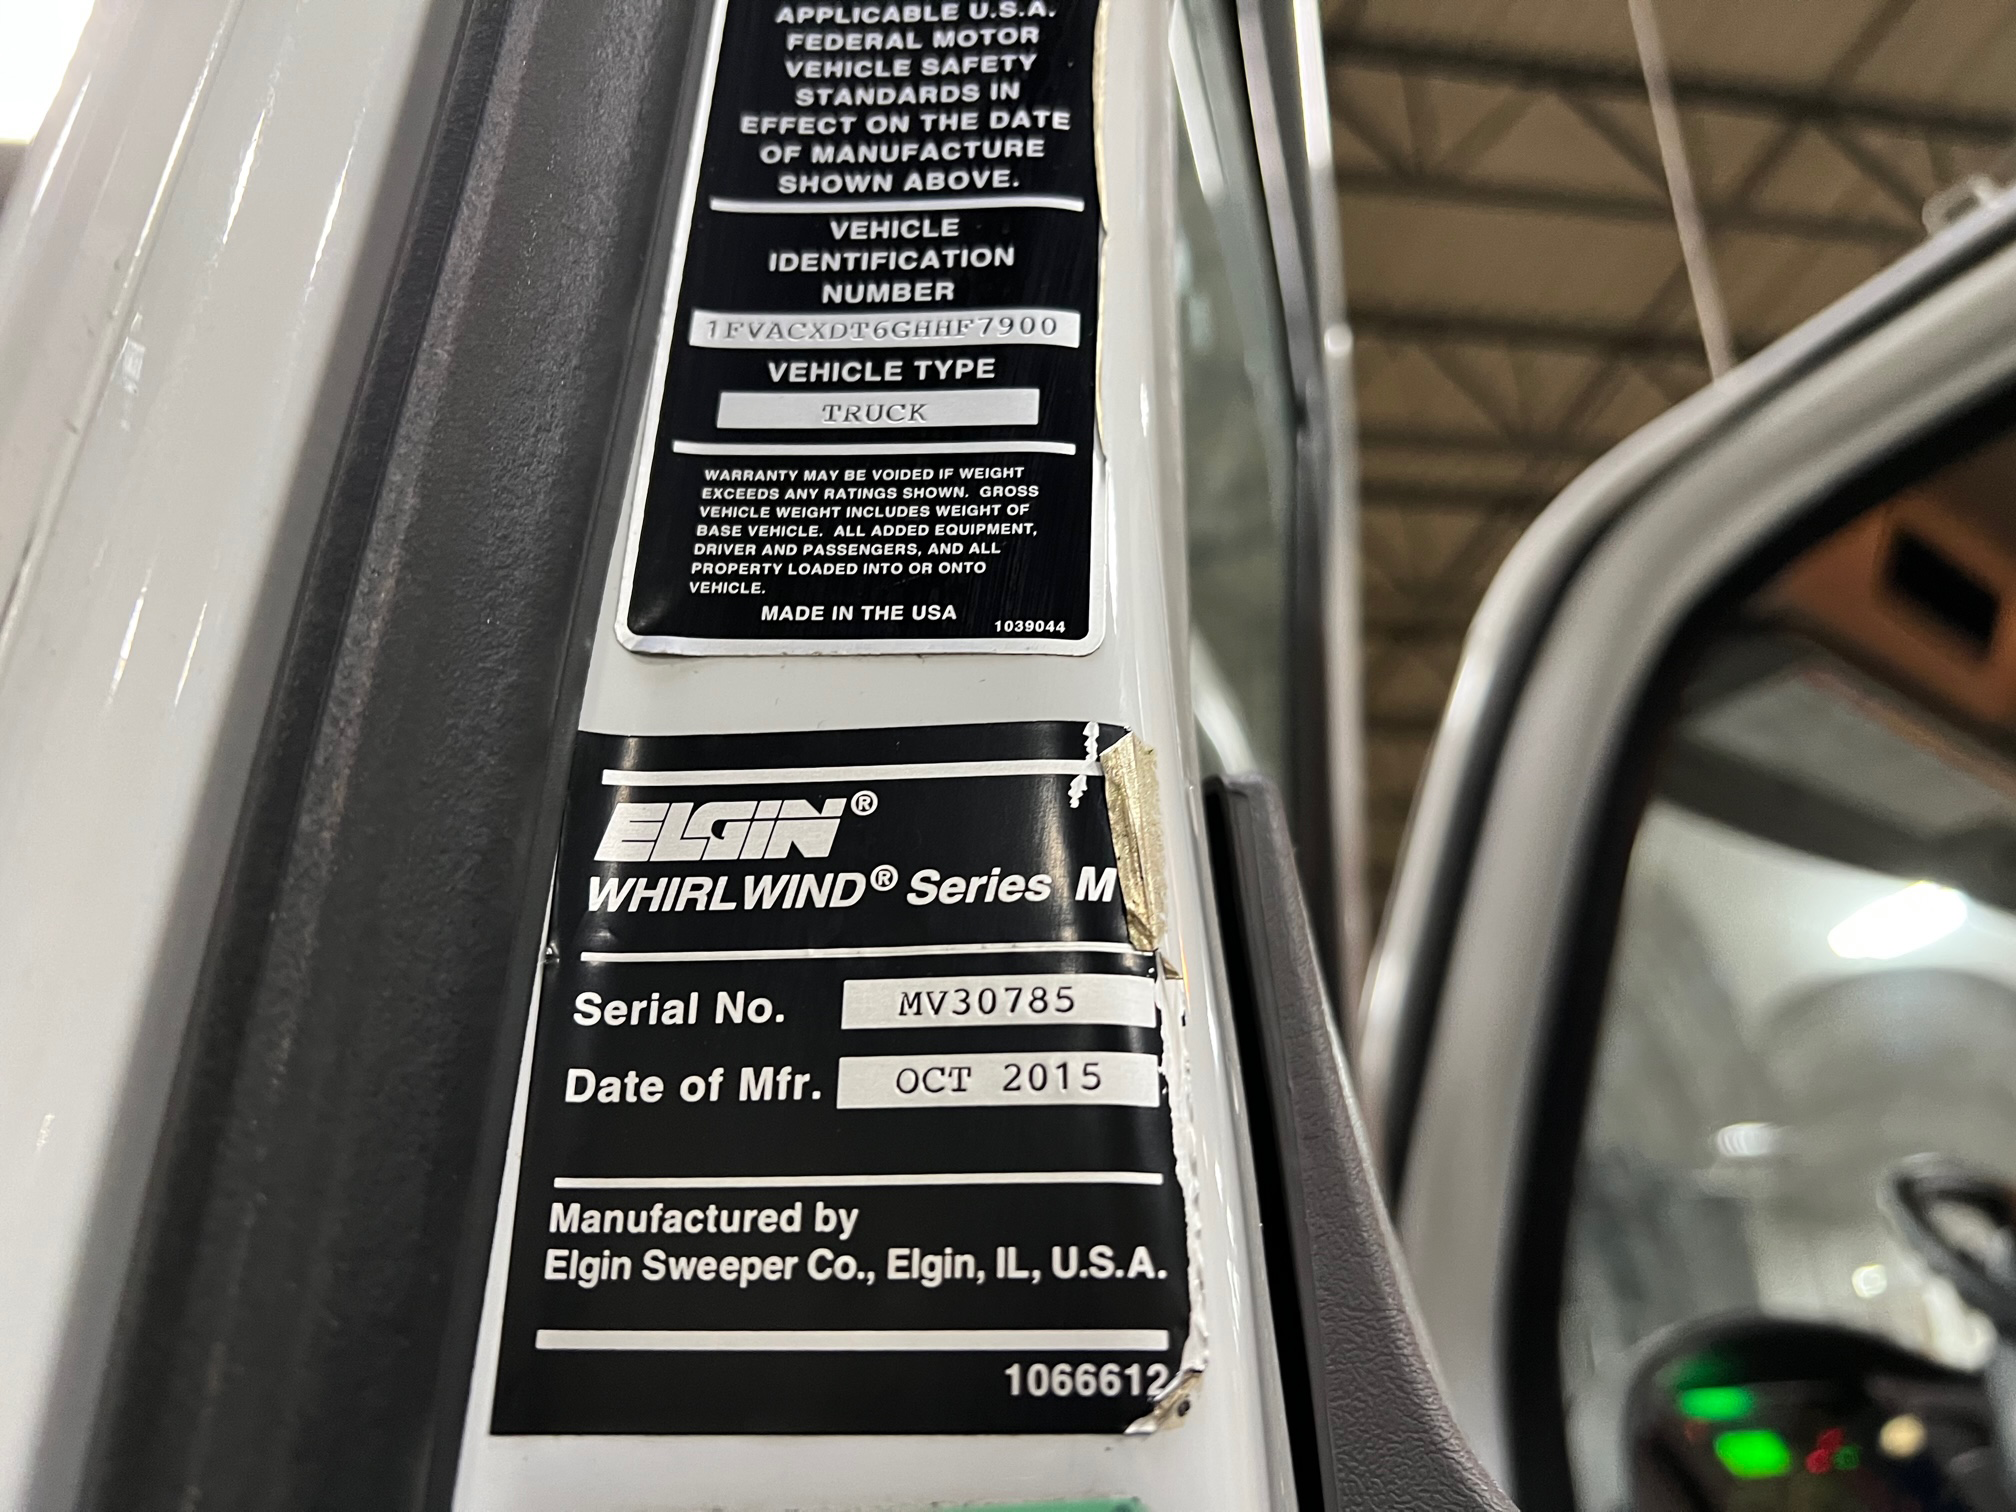 APPLICABLE U.S.A.
FEDERAL MOTOR
VEHICLE SAFETY
STANDARDS IN
EFFECT ON THE DATE
OF MANUFACTURE
SHOWN ABOVE.
VEHICLE
IDENTIFICATION
NUMBER
1FVACXDT6GHHF7900
VEHICLE TYPE
TRUCK
WARRANTY MAY BE VOIDED IF WEIGHT
EXCEEDS ANY RATINGS SHOWN. GROSS
VEHICLE WEIGHT INCLUDES WEIGHT OF
BASE VEHICLE. ALL ADDED EQUIPMENT,
DRIVER AND PASSENGERS, AND ALL
PROPERTY LOADED INTO OR ONTO
VEHICLE.
MADE IN THE USA
1039044
ELGIN®
WHIRLWIND® Series M
Serial No. MV30785
Date of Mfr. OCT 2015
Manufactured by
Elgin Sweeper Co., Elgin, IL, U.S.A.
1066612